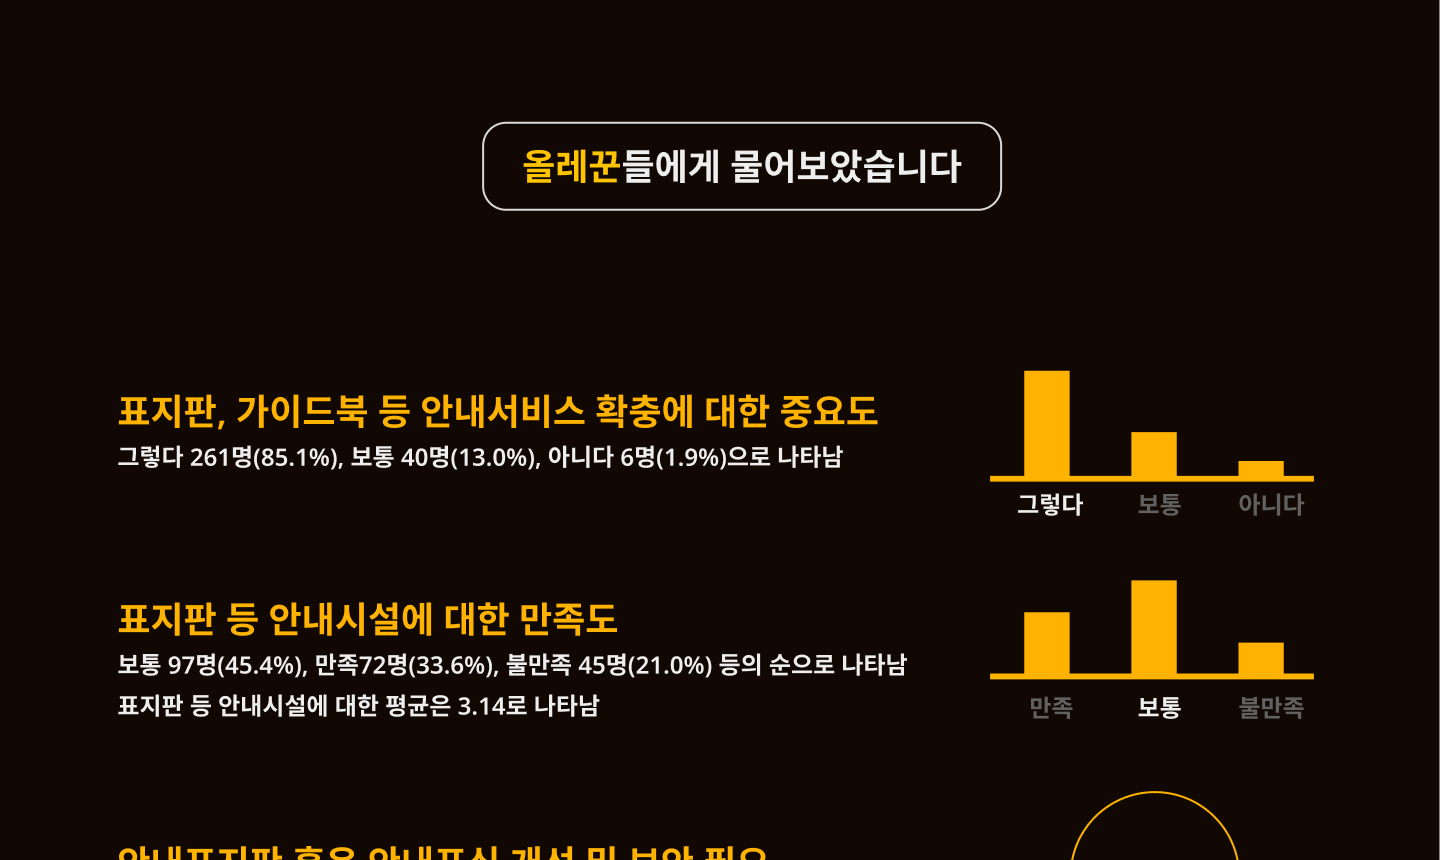 올레꾼들에게 물어보았습니다
표지판, 가이드북 등 안내서비스 확충에 대한 중요도
그렇다 261명(85.1%), 보통 40명(13.0%), 아니다 6명(1.9%)으로 나타남
그렇다 보통 아니다
표지판 등 안내시설에 대한 만족도
보통 97명(45.4%), 만족72명(33.6%), 불만족 45명(21.0%) 등의 순으로 나타남
표지판 등 안내시설에 대한 평균은 3.14로 나타남
만족 보통 불만족